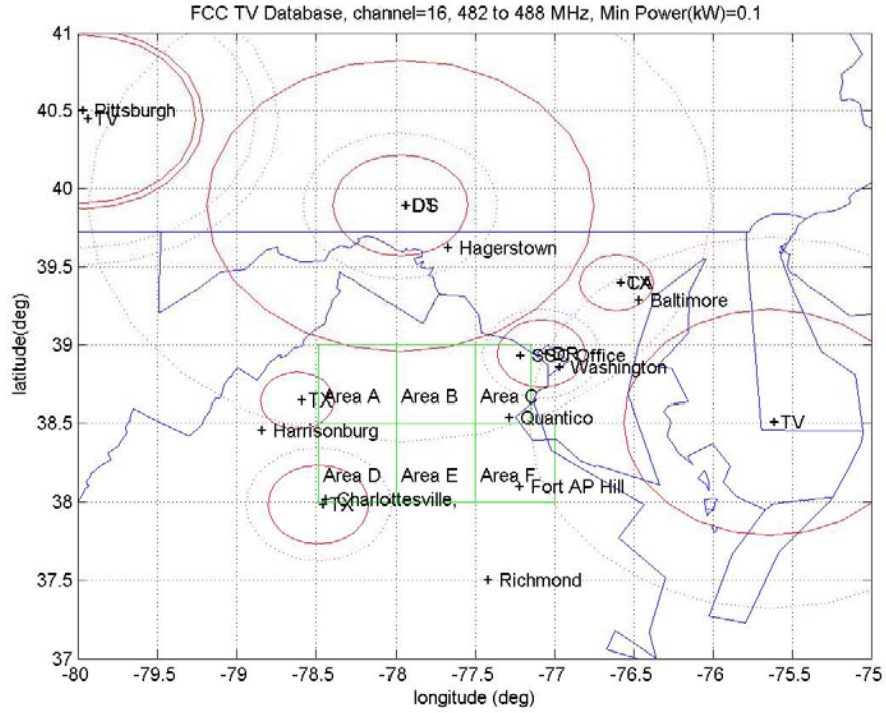 FCC TV Database, channel=16, 482 to 488 MHz, Min Power(kW)=0.1
41
40.5
40
39.5
39
38.5
38
37.5
37
latitude(deg)
Pittsburgh
TV
Hagerstown
Baltimore
Office
Washington
Area A
Area B
Area C
TX
Quantico
Harrisonburg
TV
Area D
Area E
Area F
Fort AP Hill
Charlottesville,
TX
Richmond
-80
-79.5
-79
-78.5
-78
-77.5
-77
-76.5
-76
-75.5
-75
longitude (deg)